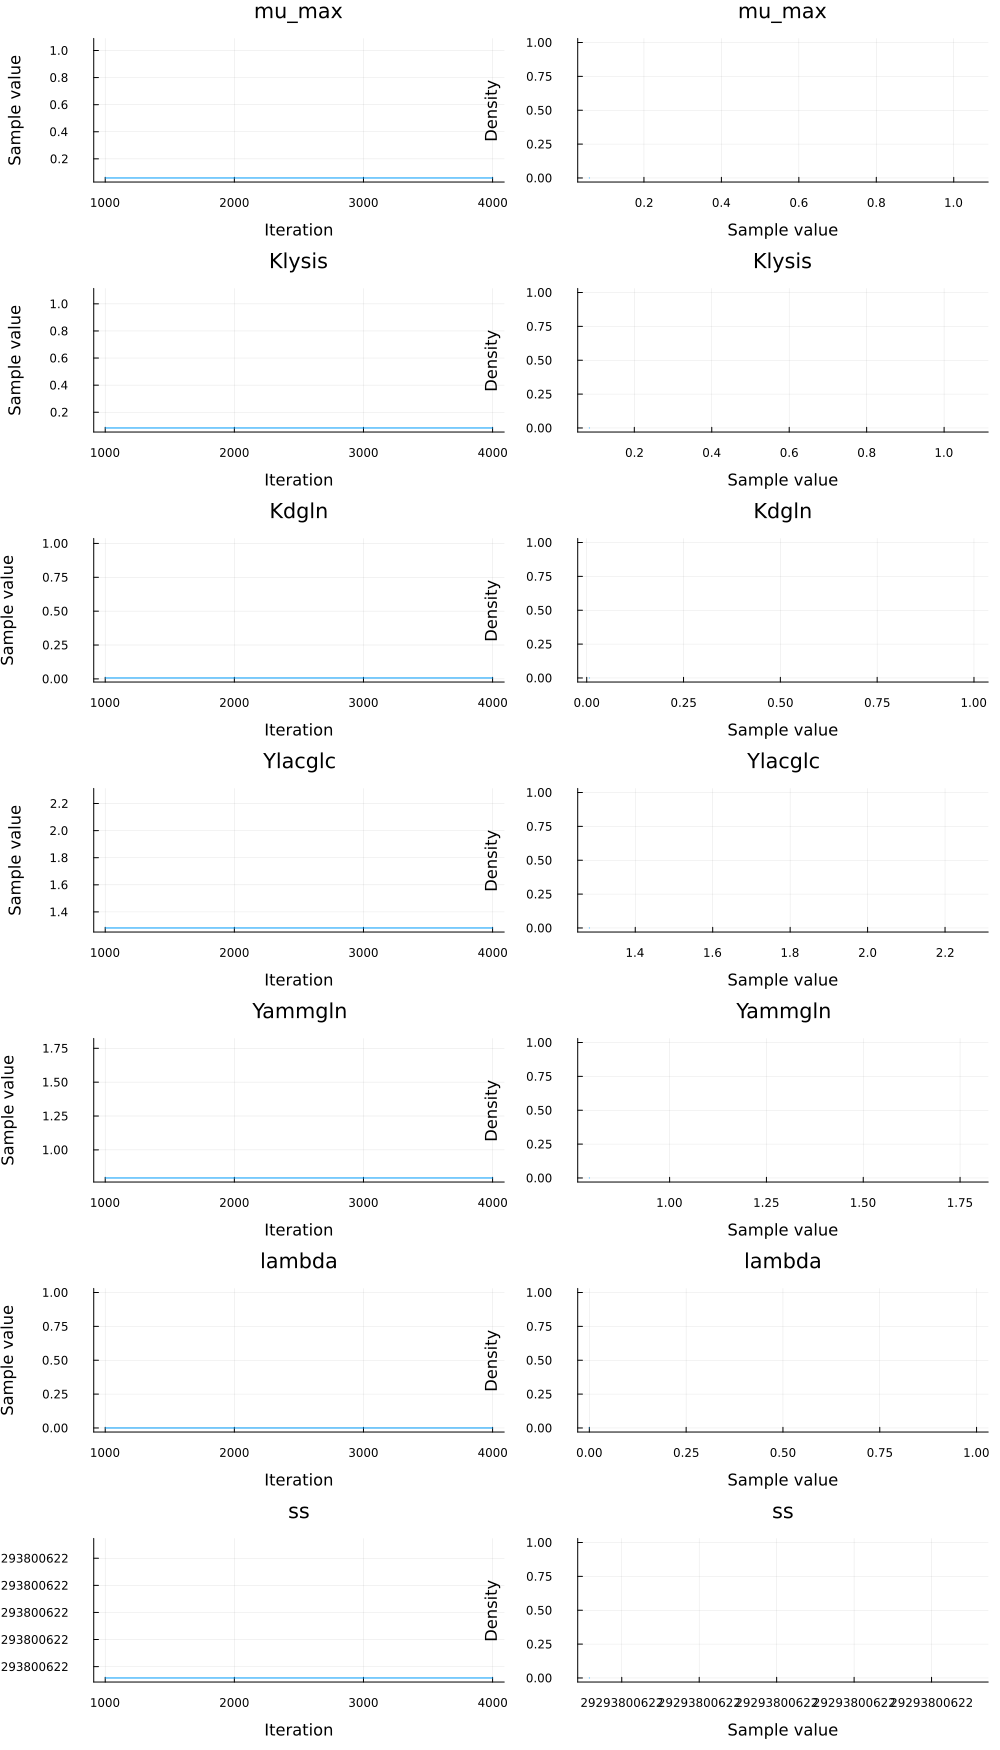 mu_max
Sample value
1.0
0.8
0.6
0.4
0.2
1000 2000 3000 4000
Iteration
mu_max
Density
1.00
0.75
0.50
0.25
0.00
0.2 0.4 0.6 0.8 1.0
Sample value
Klysis
Sample value
1.0
0.8
0.6
0.4
0.2
1000 2000 3000 4000
Iteration
Klysis
Density
1.00
0.75
0.50
0.25
0.00
0.2 0.4 0.6 0.8 1.0
Sample value
Kdgln
Sample value
1.00
0.75
0.50
0.25
0.00
1000 2000 3000 4000
Iteration
Kdgln
Density
1.00
0.75
0.50
0.25
0.00
0.00 0.25 0.50 0.75 1.00
Sample value
Ylacglc
Sample value
2.2
2.0
1.8
1.6
1.4
1000 2000 3000 4000
Iteration
Ylacglc
Density
1.00
0.75
0.50
0.25
0.00
1.4 1.6 1.8 2.0 2.2
Sample value
Yammgln
Sample value
1.75
1.50
1.25
1.00
1000 2000 3000 4000
Iteration
Yammgln
Density
1.00
0.75
0.50
0.25
0.00
1.00 1.25 1.50 1.75
Sample value
lambda
Sample value
1.00
0.75
0.50
0.25
0.00
1000 2000 3000 4000
Iteration
lambda
Density
1.00
0.75
0.50
0.25
0.00
0.00 0.25 0.50 0.75 1.00
Sample value
ss
293800622
293800622
293800622
293800622
293800622
1000 2000 3000 4000
Iteration
ss
Density
1.00
0.75
0.50
0.25
0.00
29293800622 29293800622 29293800622 29293800622 29293800622
Sample value